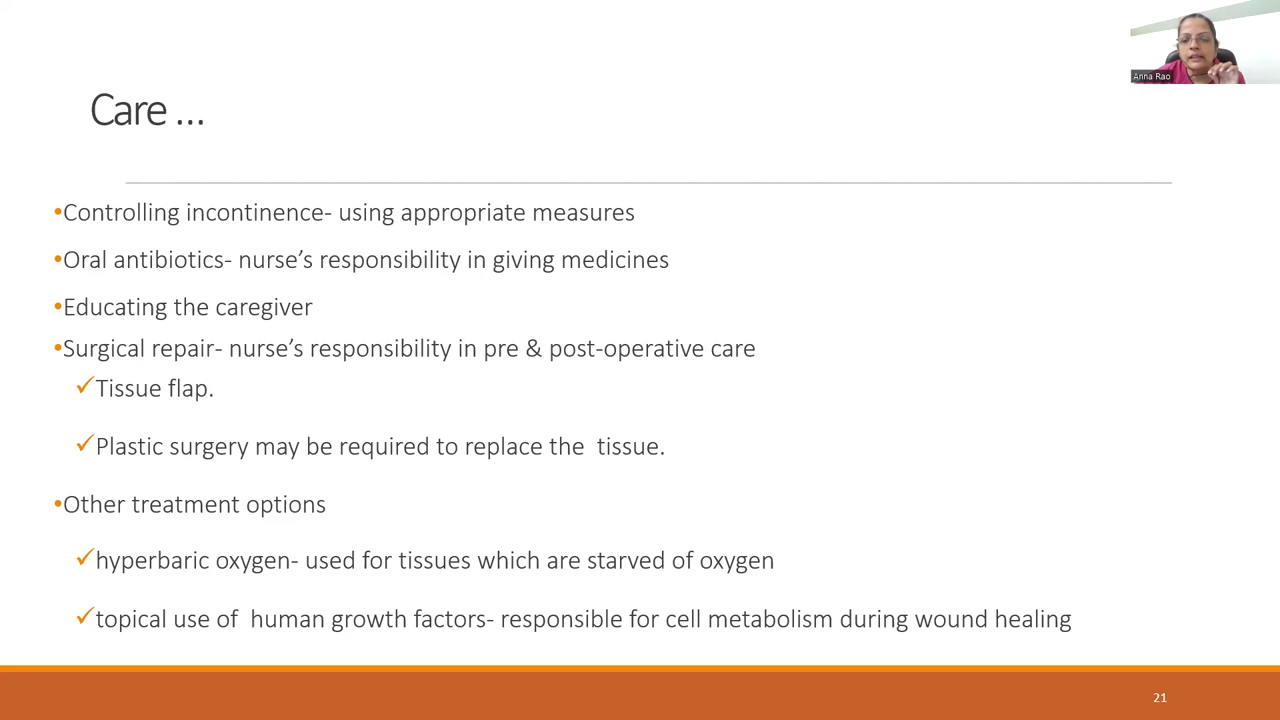 Anna Rao
Care ...
•Controlling incontinence- using appropriate measures
•Oral antibiotics- nurse’s responsibility in giving medicines
•Educating the caregiver
•Surgical repair- nurse’s responsibility in pre & post-operative care
✓Tissue flap.
✓Plastic surgery may be required to replace the  tissue.
•Other treatment options
✓hyperbaric oxygen- used for tissues which are starved of oxygen
✓topical use of  human growth factors- responsible for cell metabolism during wound healing
21